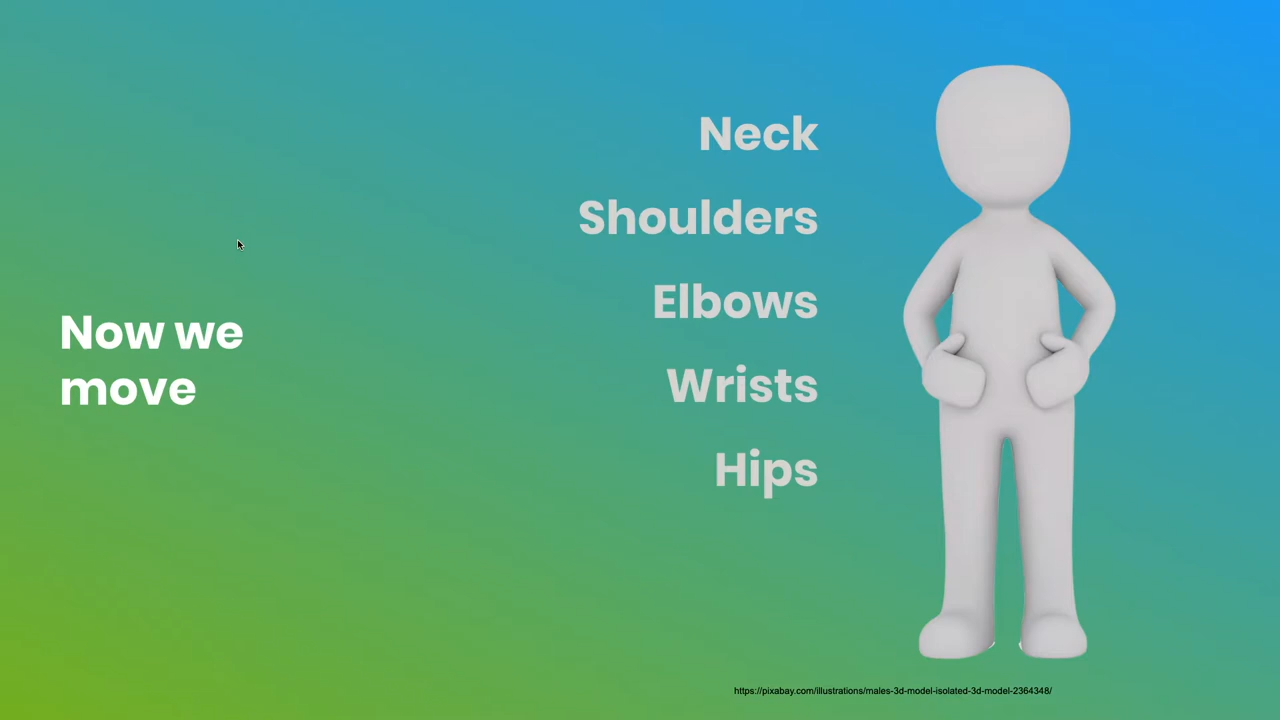 Now we
move
Neck
Shoulders
Elbows
Wrists
Hips
https://pixabay.com/illustrations/males-3d-model-isolated-3d-model-2364348/